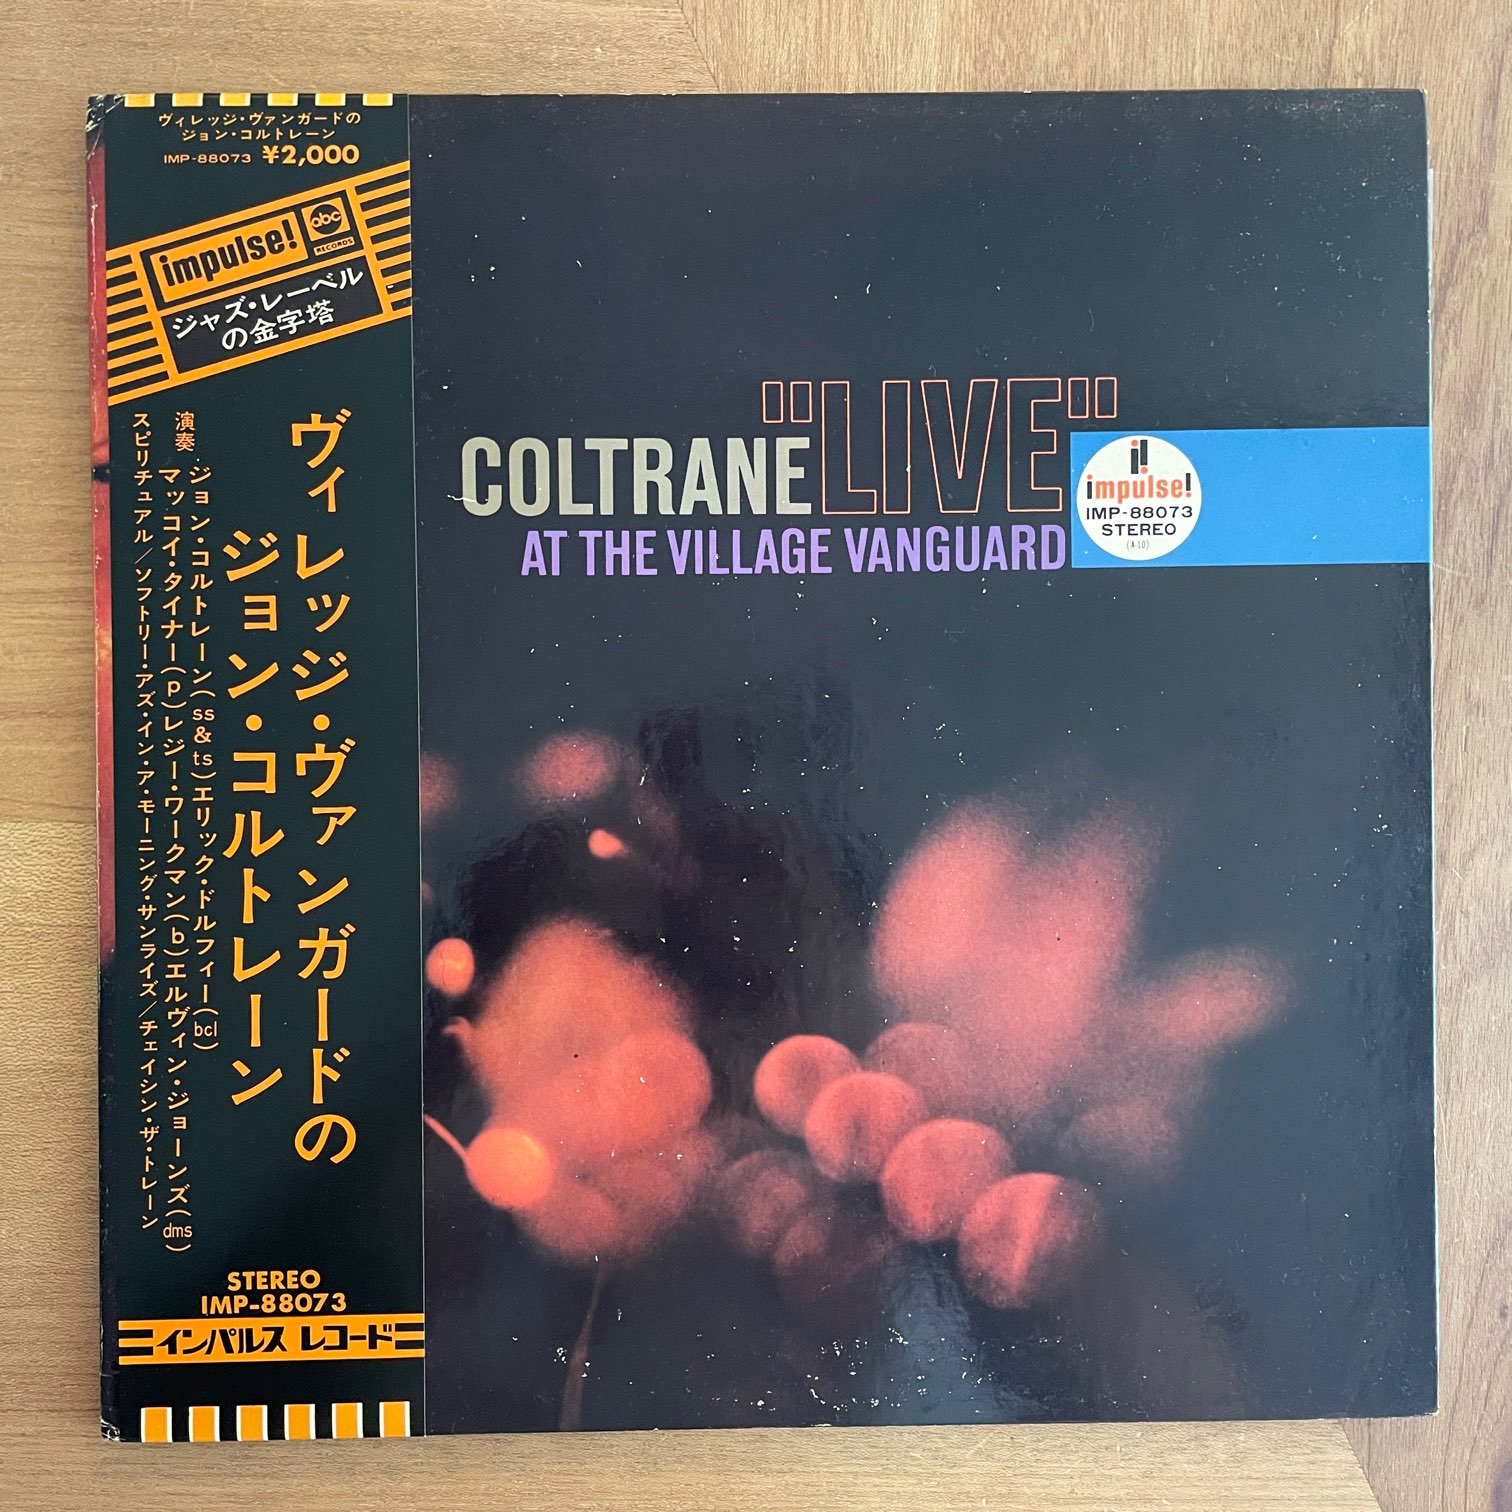 ヴィレッジ・ヴァンガードの
ジョン・コルトレーン
IMP-88073 ¥2,000
impulse!
abc
RECORDS
ジャズ・レーベル
の金字塔
ヴィレッジ・ヴァンガードの
ジョン・コルトレーン
演奏 ジョン・コルトレーン(ss&ts)エリック・ドルフィー(bcl)
マッコイ・タイナー(p)レジー・ワークマン(b)エルヴィン・ジョーンズ(dms)
スピリチュアル/ソフトリー・アズ・イン・ア・モーニング・サンライズ/チェイシン・ザ・トレーン
STEREO
IMP-88073
インパルス レコード
COLTRANE "LIVE"
AT THE VILLAGE VANGUARD
i!
impulse!
IMP-88073
STEREO
(A-10)